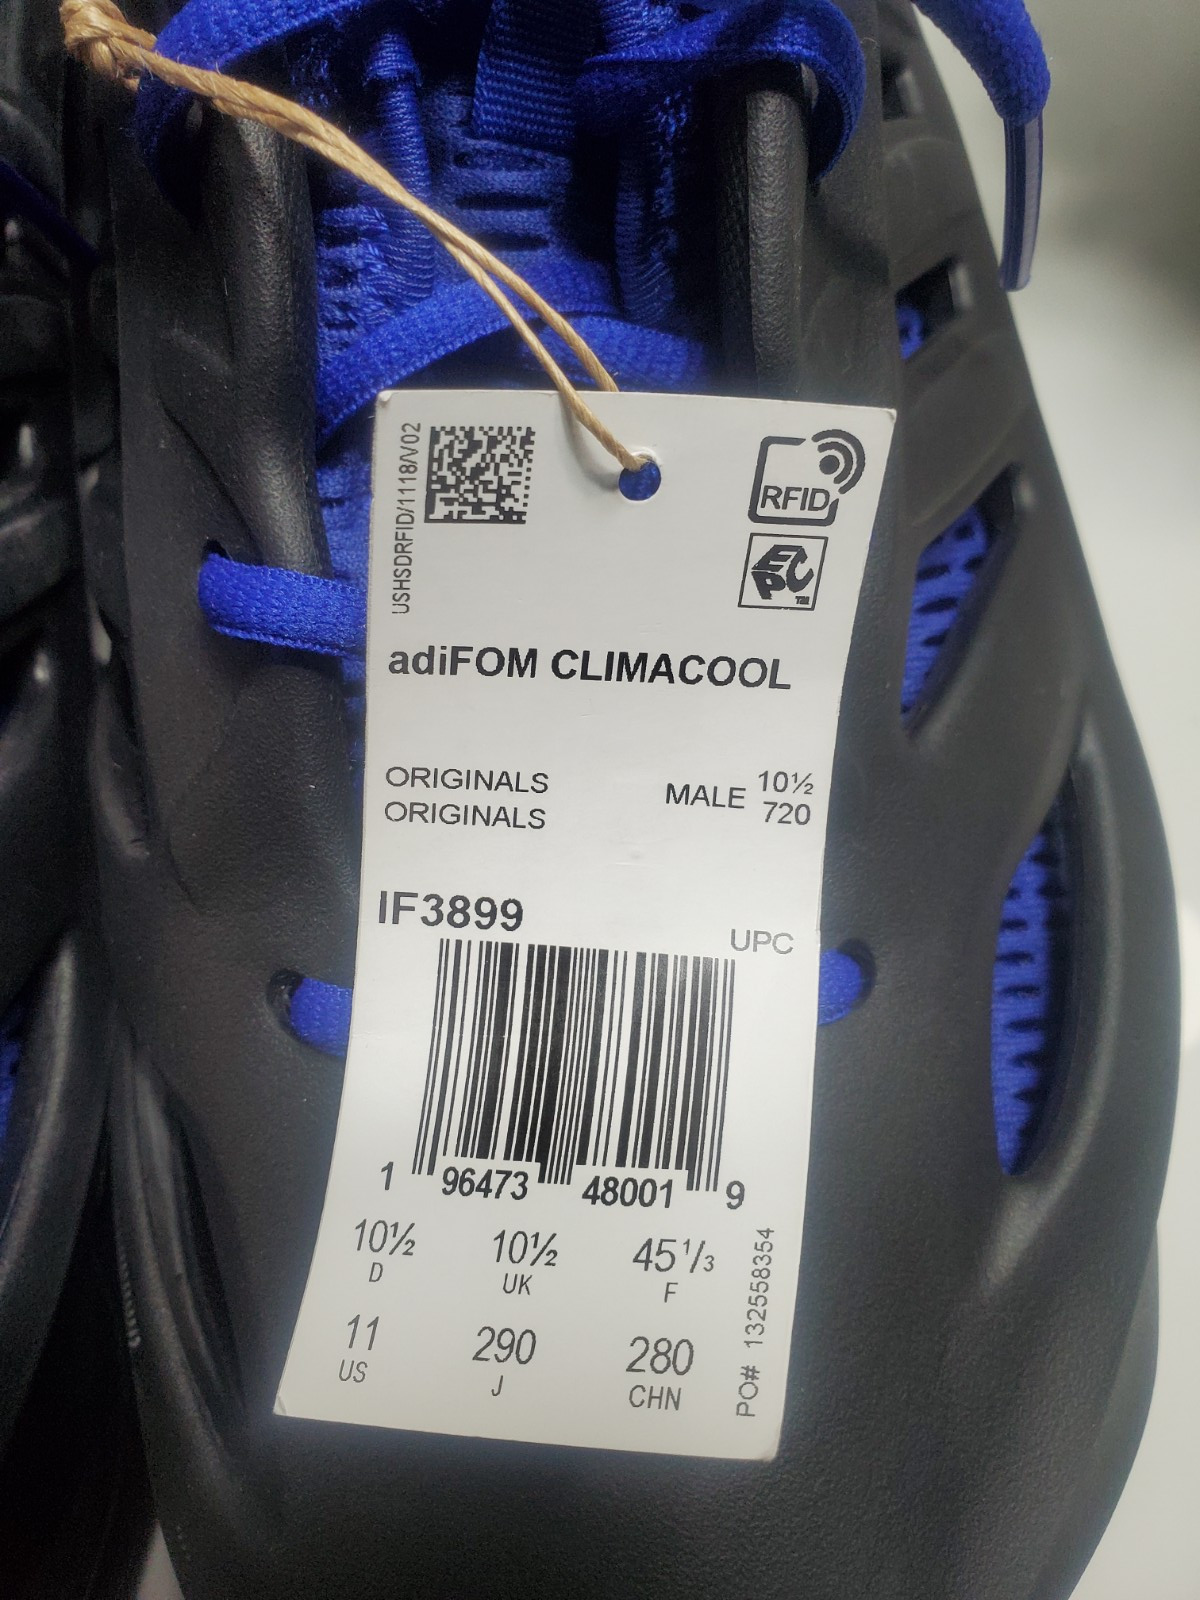 USHSDRFID/1118/V02
RFID
EPC TM
adiFOM CLIMACOOL
ORIGINALS
ORIGINALS
MALE 10½
720
IF3899
UPC
1 96473 48001 9
10½ 10½ 45 1/3
D UK F
11 290 280
US J CHN
PO# 132558354